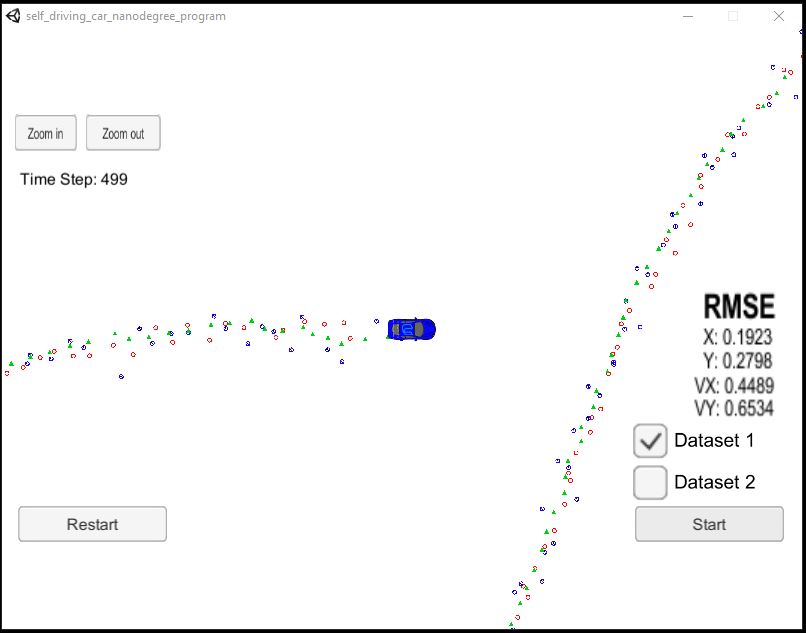 self_driving_car_nanodegree_program
Zoom in
Zoom out
Time Step: 499
RMSE
X: 0.1923
Y: 0.2798
VX: 0.4489
VY: 0.6534
Dataset 1
Dataset 2
Restart
Start